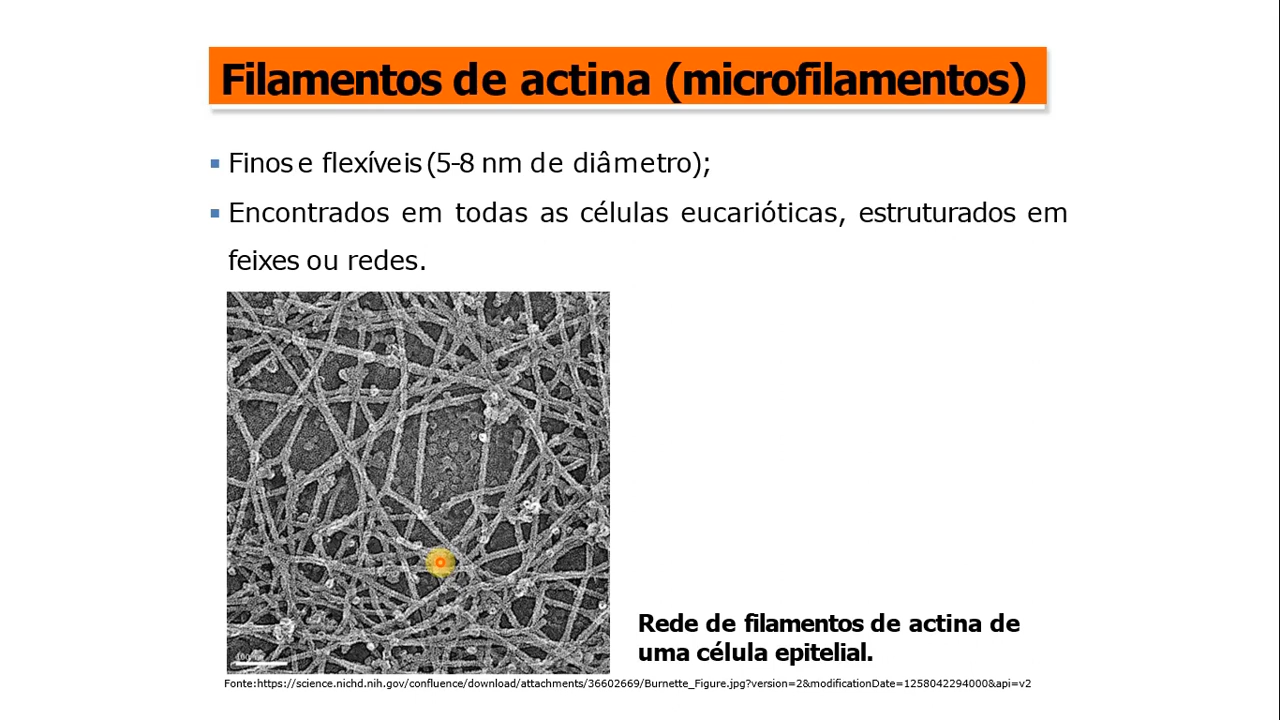 Filamentos de actina (microfilamentos)
Finos e flexíveis (5-8 nm de diâmetro);
Encontrados em todas as células eucarióticas, estruturados em
feixes ou redes.
Rede de filamentos de actina de
uma célula epitelial.
Fonte:https://science.nichd.nih.gov/confluence/download/attachments/36602669/Burnette_Figure.jpg?version=2&modificationDate=1258042294000&api=v2